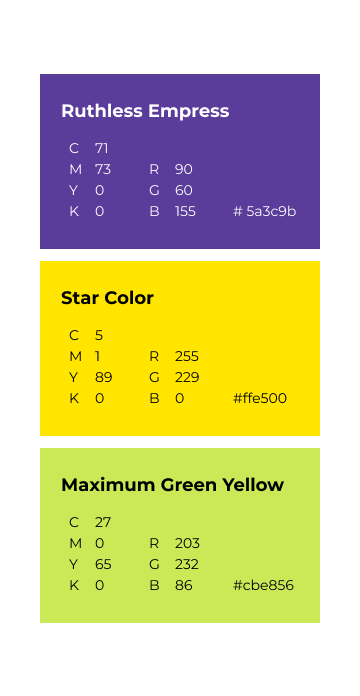 Ruthless Empress
C 71
M 73 R 90
Y 0 G 60
K 0 B 155 # 5a3c9b
Star Color
C 5
M 1 R 255
Y 89 G 229
K 0 B 0 #ffe500
Maximum Green Yellow
C 27
M 0 R 203
Y 65 G 232
K 0 B 86 #cbe856